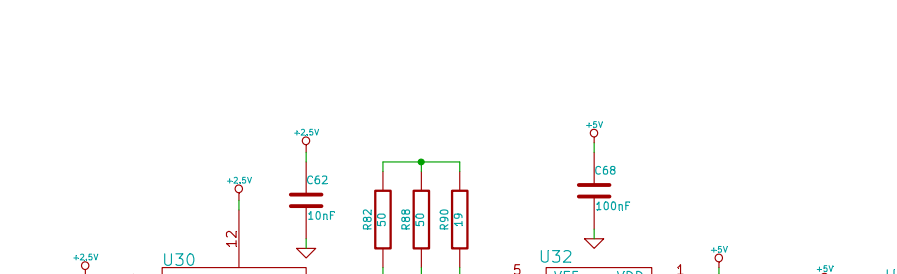 +5V
+2.5V
C68
+2.5V
C62
100nF
10nF
R82
50
R88
50
R90
19
12
+5V
U32
+2.5V
U30
5
1
+5V
VEE
VDD